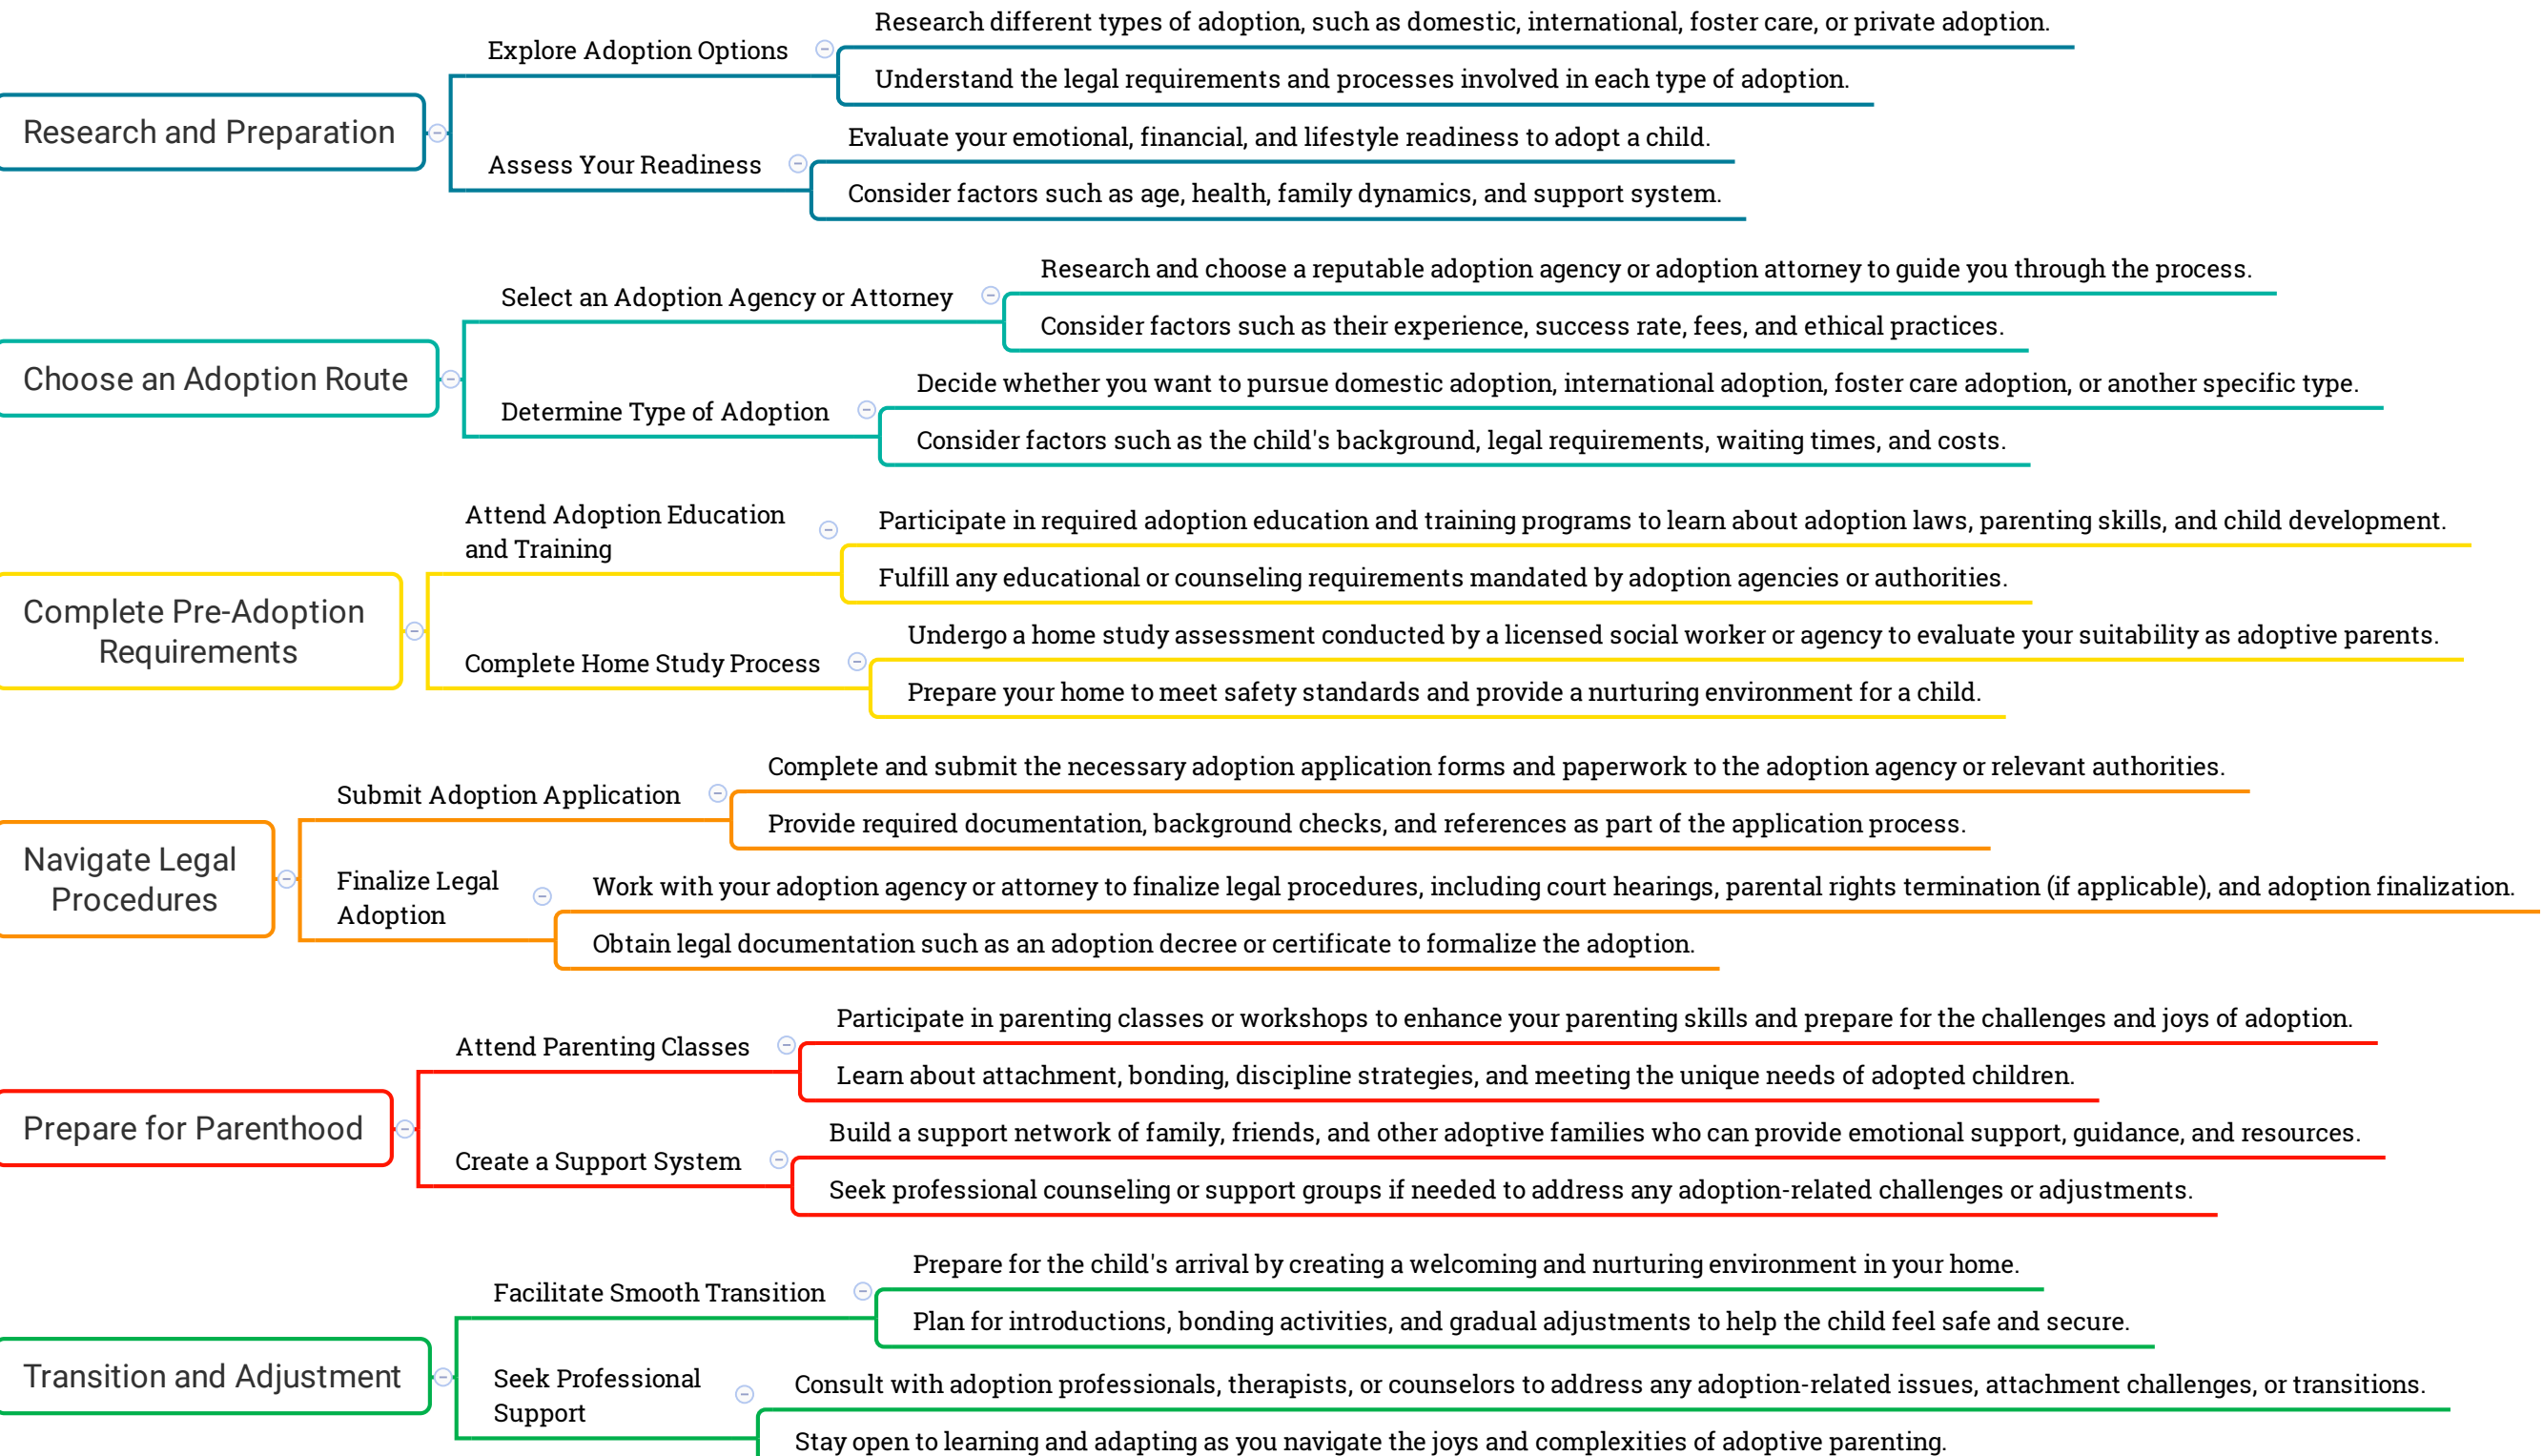 Research and Preparation
Explore Adoption Options
Research different types of adoption, such as domestic, international, foster care, or private adoption.
Understand the legal requirements and processes involved in each type of adoption.
Assess Your Readiness
Evaluate your emotional, financial, and lifestyle readiness to adopt a child.
Consider factors such as age, health, family dynamics, and support system.
Choose an Adoption Route
Select an Adoption Agency or Attorney
Research and choose a reputable adoption agency or adoption attorney to guide you through the process.
Consider factors such as their experience, success rate, fees, and ethical practices.
Determine Type of Adoption
Decide whether you want to pursue domestic adoption, international adoption, foster care adoption, or another specific type.
Consider factors such as the child's background, legal requirements, waiting times, and costs.
Complete Pre-Adoption
Requirements
Attend Adoption Education
and Training
Participate in required adoption education and training programs to learn about adoption laws, parenting skills, and child development.
Fulfill any educational or counseling requirements mandated by adoption agencies or authorities.
Complete Home Study Process
Undergo a home study assessment conducted by a licensed social worker or agency to evaluate your suitability as adoptive parents.
Prepare your home to meet safety standards and provide a nurturing environment for a child.
Navigate Legal
Procedures
Submit Adoption Application
Complete and submit the necessary adoption application forms and paperwork to the adoption agency or relevant authorities.
Provide required documentation, background checks, and references as part of the application process.
Finalize Legal
Adoption
Work with your adoption agency or attorney to finalize legal procedures, including court hearings, parental rights termination (if applicable), and adoption finalization.
Obtain legal documentation such as an adoption decree or certificate to formalize the adoption.
Prepare for Parenthood
Attend Parenting Classes
Participate in parenting classes or workshops to enhance your parenting skills and prepare for the challenges and joys of adoption.
Learn about attachment, bonding, discipline strategies, and meeting the unique needs of adopted children.
Create a Support System
Build a support network of family, friends, and other adoptive families who can provide emotional support, guidance, and resources.
Seek professional counseling or support groups if needed to address any adoption-related challenges or adjustments.
Transition and Adjustment
Facilitate Smooth Transition
Prepare for the child's arrival by creating a welcoming and nurturing environment in your home.
Plan for introductions, bonding activities, and gradual adjustments to help the child feel safe and secure.
Seek Professional
Support
Consult with adoption professionals, therapists, or counselors to address any adoption-related issues, attachment challenges, or transitions.
Stay open to learning and adapting as you navigate the joys and complexities of adoptive parenting.